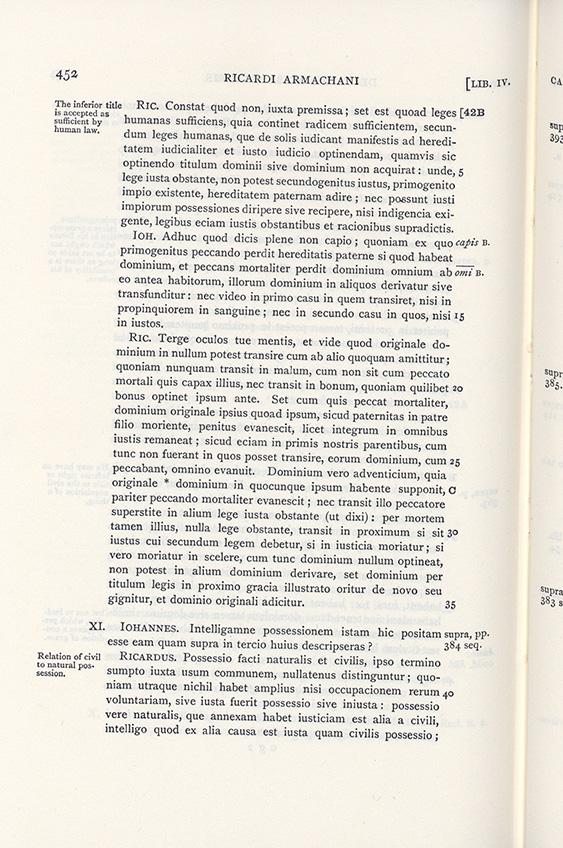 452 RICARDI ARMACHANI [LIB. IV.
The inferior title
is accepted as
sufficient by
human law.
RIC. Constat quod non, iuxta premissa; set est quoad leges [42B
humanas sufficiens, quia continet radicem sufficientem, secun-
dum leges humanas, que de solis iudicant manifestis ad heredi-
tatem iudicialiter et iusto iudicio optinendam, quamvis sic
optinendo titulum dominii sive dominium non acquirat: unde, 5
lege iusta obstante, non potest secundogenitus iustus, primogenito
impio existente, hereditatem paternam adire; nec possunt iusti
impiorum possessiones diripere sive recipere, nisi indigencia exi-
gente, legibus eciam iustis obstantibus et racionibus supradictis.
IOH. Adhuc quod dicis plene non capio; quoniam ex quo capis B.
primogenitus peccando perdit hereditatis paterne si quod habeat
dominium, et peccans mortaliter perdit dominium omnium ab omi B.
eo antea habitorum, illorum dominium in aliquos derivatur sive
transfunditur: nec video in primo casu in quem transiret, nisi in
propinquiorem in sanguine; nec in secundo casu in quos, nisi 15
in iustos.
RIC. Terge oculos tue mentis, et vide quod originale do-
minium in nullum potest transire cum ab alio quoquam amittitur;
quoniam nunquam transit in malum, cum non sit cum peccato
mortali quis capax illius, nec transit in bonum, quoniam quilibet 20
bonus optinet ipsum ante. Set cum quis peccat mortaliter,
dominium originale ipsius quoad ipsum, sicud paternitas in patre
filio moriente, penitus evanescit, licet integrum in omnibus
iustis remaneat; sicud eciam in primis nostris parentibus, cum
tunc non fuerant in quos posset transire, eorum dominium, cum 25
peccabant, omnino evanuit. Dominium vero adventicium, quia
originale * dominium in quocunque ipsum habente supponit, C
pariter peccando mortaliter evanescit; nec transit illo peccatore
superstite in alium lege iusta obstante (ut dixi): per mortem
tamen illius, nulla lege obstante, transit in proximum si sit 30
iustus cui secundum legem debetur, si in iusticia moriatur; si
vero moriatur in scelere, cum tunc dominium nullum optineat,
non potest in alium dominium derivare, set dominium per
titulum legis in proximo gracia illustrato oritur de novo seu
gignitur, et dominio originali adicitur. 35
XI. IOHANNES. Intelligamne possessionem istam hic positam supra, pp.
esse eam quam supra in tercio huius descripseras? 384 seq.
Relation of civil
to natural pos-
session.
RICARDUS. Possessio facti naturalis et civilis, ipso termino
sumpto iuxta usum communem, nullatenus distinguntur; quo-
niam utraque nichil habet amplius nisi occupacionem rerum 40
voluntariam, sive iusta fuerit possessio sive iniusta: possessio
vere naturalis, que annexam habet iusticiam est alia a civili,
intelligo quod ex alia causa est iusta quam civilis possessio;
CA
sup
393
supr
385.
supra
383 s